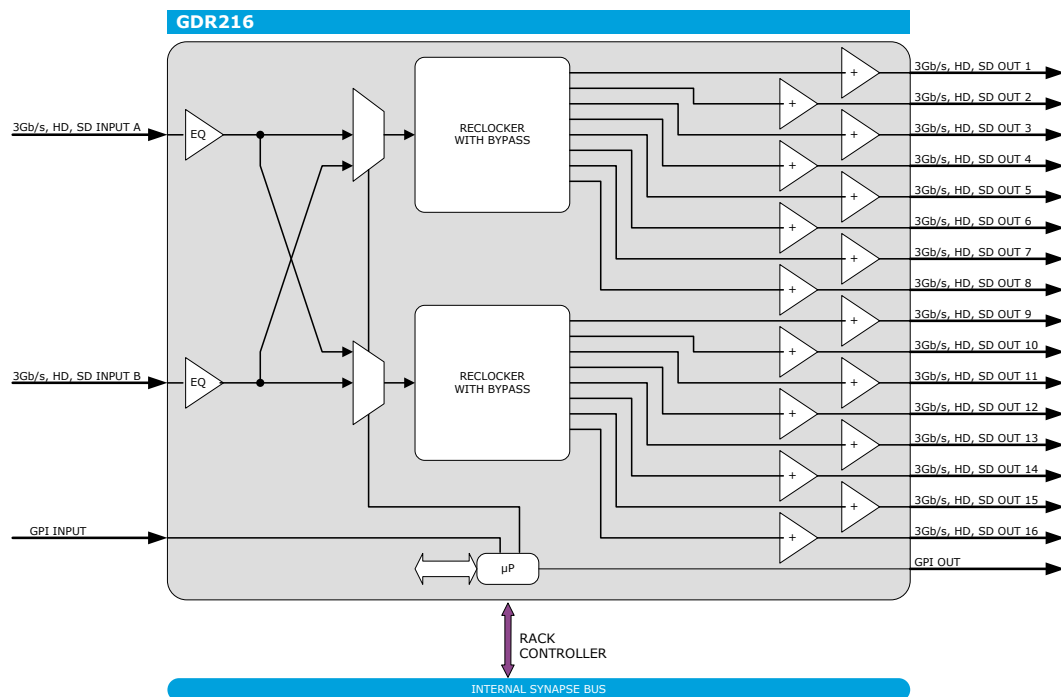 GDR216
3Gb/s, HD, SD OUT 1
3Gb/s, HD, SD OUT 2
3Gb/s, HD, SD INPUT A
EQ
RECLOCKER
WITH BYPASS
3Gb/s, HD, SD OUT 3
3Gb/s, HD, SD OUT 4
3Gb/s, HD, SD OUT 5
3Gb/s, HD, SD OUT 6
3Gb/s, HD, SD OUT 7
3Gb/s, HD, SD OUT 8
3Gb/s, HD, SD OUT 9
3Gb/s, HD, SD OUT 10
3Gb/s, HD, SD INPUT B
EQ
RECLOCKER
WITH BYPASS
3Gb/s, HD, SD OUT 11
3Gb/s, HD, SD OUT 12
3Gb/s, HD, SD OUT 13
3Gb/s, HD, SD OUT 14
3Gb/s, HD, SD OUT 15
3Gb/s, HD, SD OUT 16
GPI INPUT
µP
GPI OUT
RACK
CONTROLLER
INTERNAL SYNAPSE BUS